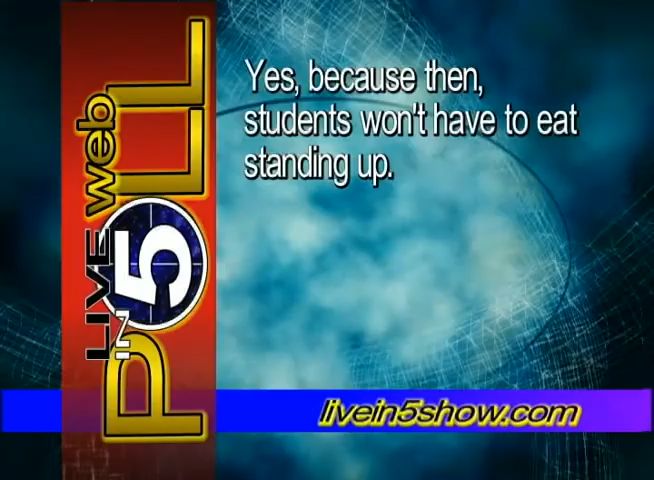 Yes, because then,
students won't have to eat
standing up.
LIVE IN 5 web
POLL
livein5show.com